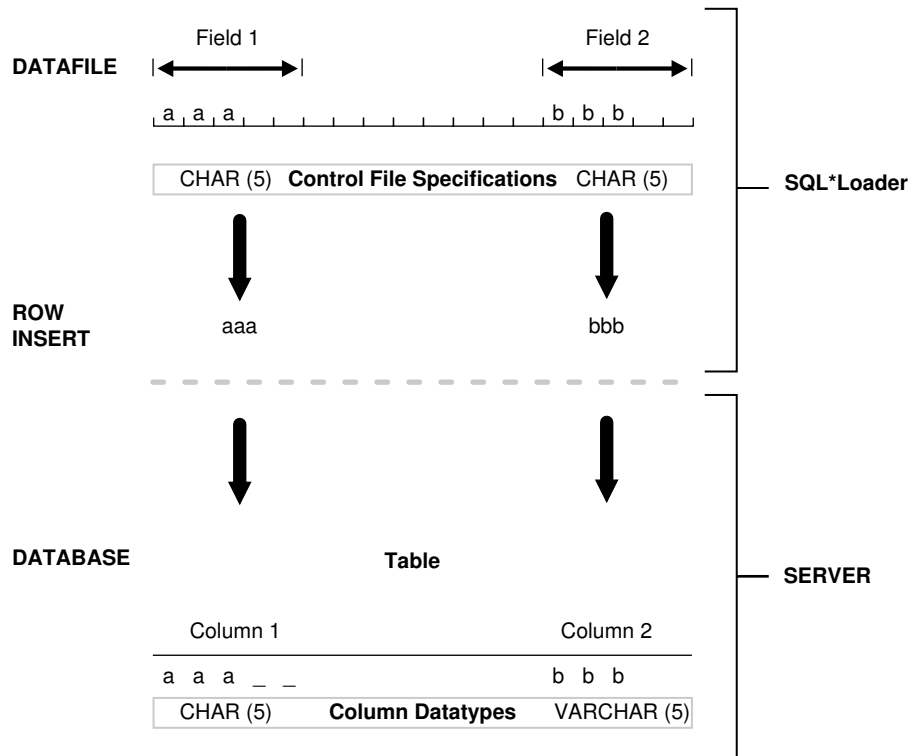 Field 1 Field 2
DATAFILE
a a a b b b
CHAR (5) Control File Specifications CHAR (5)
SQL*Loader
ROW
INSERT
aaa bbb
DATABASE
Table
SERVER
Column 1 Column 2
a a a _ _ b b b
CHAR (5) Column Datatypes VARCHAR (5)